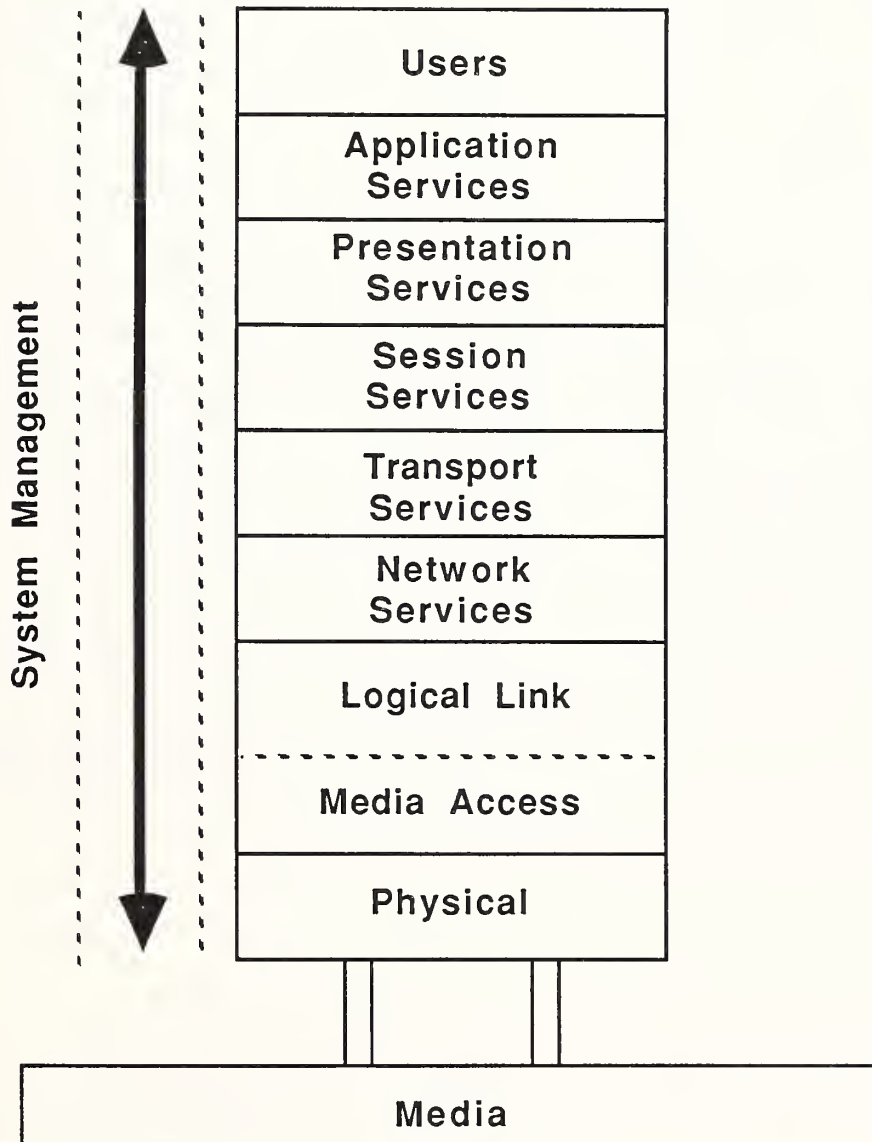 Users
Application
Services
Presentation
Services
Session
Services
Transport
Services
Network
Services
Logical Link
Media Access
Physical
Media
System Management